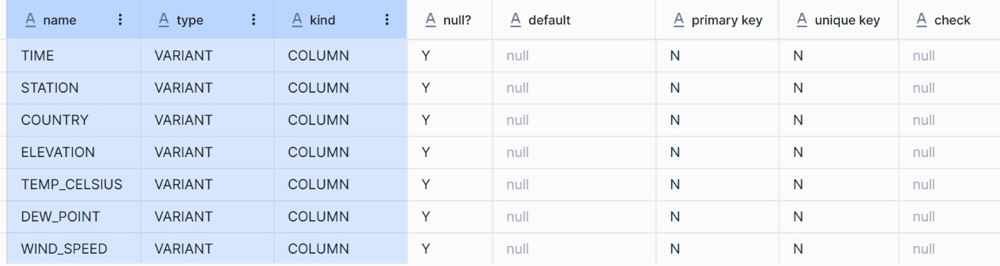 name type kind null? default primary key unique key check
TIME VARIANT COLUMN Y null N N null
STATION VARIANT COLUMN Y null N N null
COUNTRY VARIANT COLUMN Y null N N null
ELEVATION VARIANT COLUMN Y null N N null
TEMP_CELSIUS VARIANT COLUMN Y null N N null
DEW_POINT VARIANT COLUMN Y null N N null
WIND_SPEED VARIANT COLUMN Y null N N null